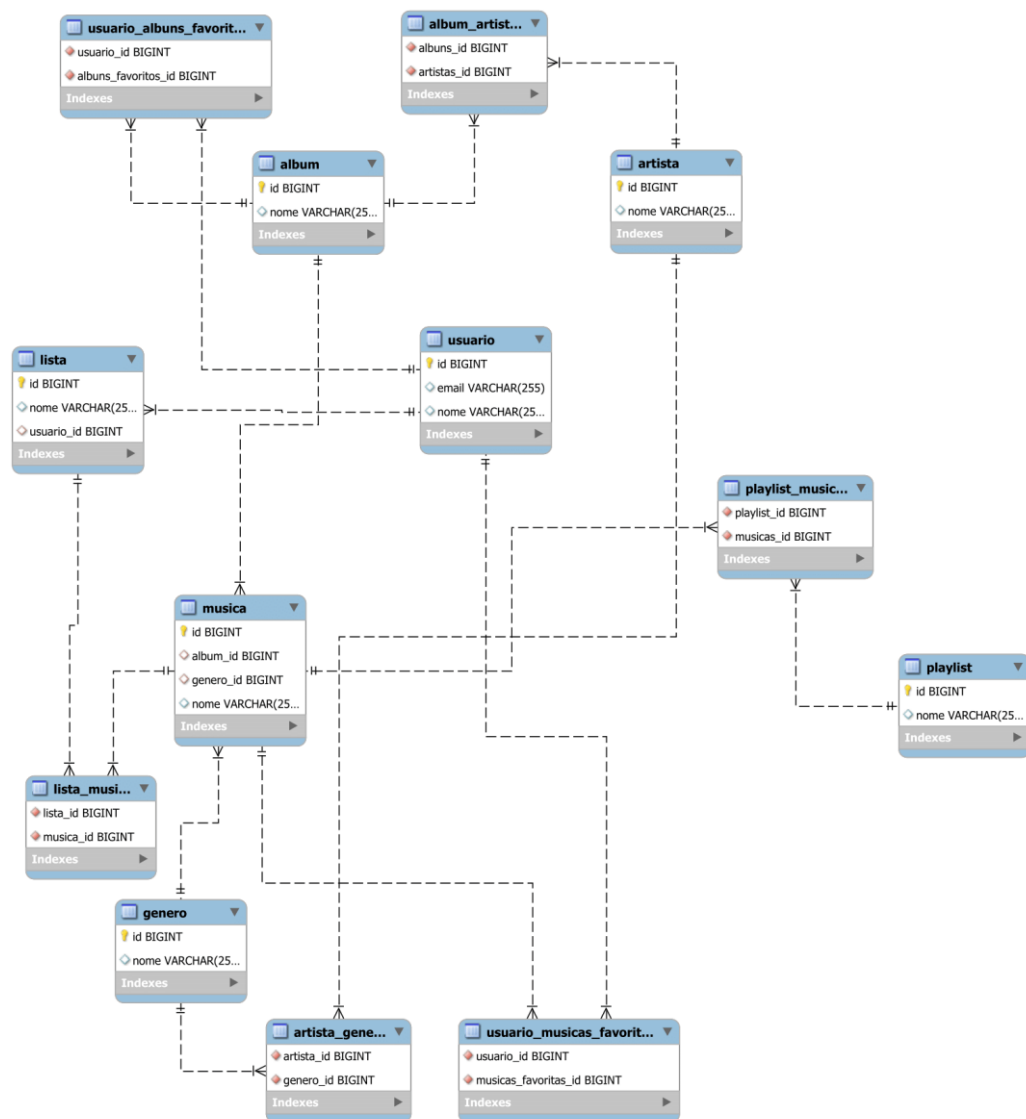 usuario_albuns_favorit...
usuario_id BIGINT
albuns_favoritos_id BIGINT
Indexes
album_artist...
albuns_id BIGINT
artistas_id BIGINT
Indexes
album
id BIGINT
nome VARCHAR(25...
Indexes
artista
id BIGINT
nome VARCHAR(25...
Indexes
usuario
id BIGINT
email VARCHAR(255)
nome VARCHAR(25...
Indexes
lista
id BIGINT
nome VARCHAR(25...
usuario_id BIGINT
Indexes
playlist_music...
playlist_id BIGINT
musicas_id BIGINT
Indexes
musica
id BIGINT
album_id BIGINT
genero_id BIGINT
nome VARCHAR(25...
Indexes
playlist
id BIGINT
nome VARCHAR(25...
Indexes
lista_musi...
lista_id BIGINT
musica_id BIGINT
Indexes
genero
id BIGINT
nome VARCHAR(25...
Indexes
artista_gene...
artista_id BIGINT
genero_id BIGINT
Indexes
usuario_musicas_favorit...
usuario_id BIGINT
musicas_favoritas_id BIGINT
Indexes